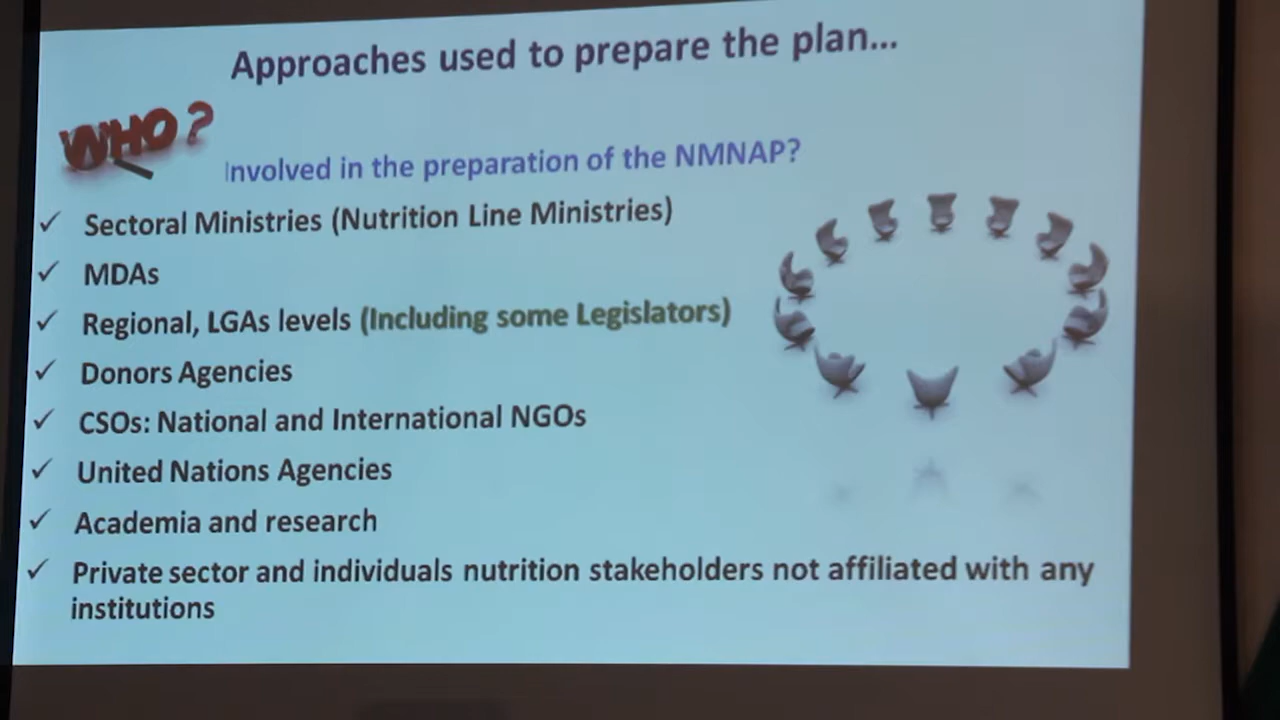 Approaches used to prepare the plan...
WHO?
Involved in the preparation of the NMNAP?
✓ Sectoral Ministries (Nutrition Line Ministries)
✓ MDAs
✓ Regional, LGAs levels (Including some Legislators)
✓ Donors Agencies
✓ CSOs: National and International NGOs
✓ United Nations Agencies
✓ Academia and research
✓ Private sector and individuals nutrition stakeholders not affiliated with any
institutions